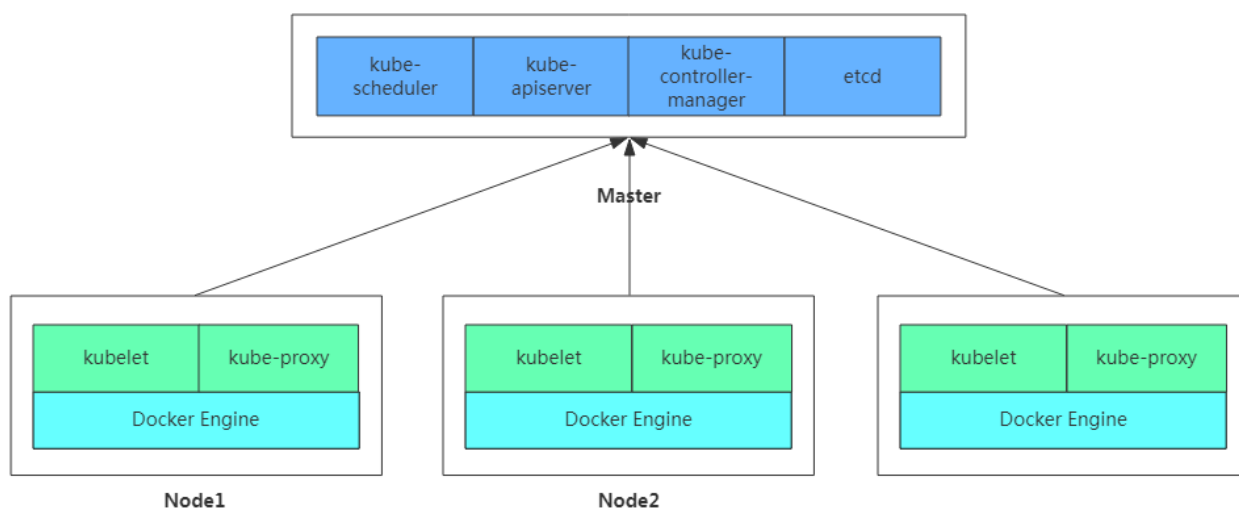 kube-
scheduler
kube-
apiserver
kube-
controller-
manager
etcd
Master
kubelet
kube-proxy
Docker Engine
Node1
kubelet
kube-proxy
Docker Engine
Node2
kubelet
kube-proxy
Docker Engine